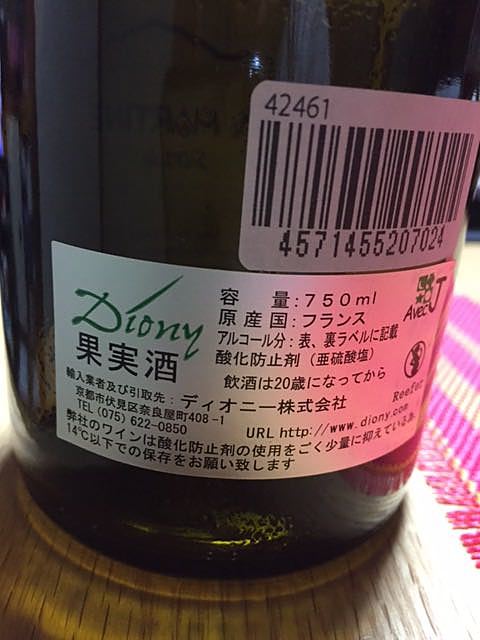 42461
4571455207024
Diony
果実酒
容 量:750ml
原産国:フランス
アルコール分:表、裏ラベルに記載
酸化防止剤(亜硫酸塩)
飲酒は20歳になってから
輸入業者及び引取先:ディオニー株式会社
京都市伏見区奈良屋町408-1
TEL(075)622-0850
URL http://www.diony.com
弊社のワインは酸化防止剤の使用をごく少量に抑えている為、
14℃以下での保存をお願い致します
Avec
Reefer